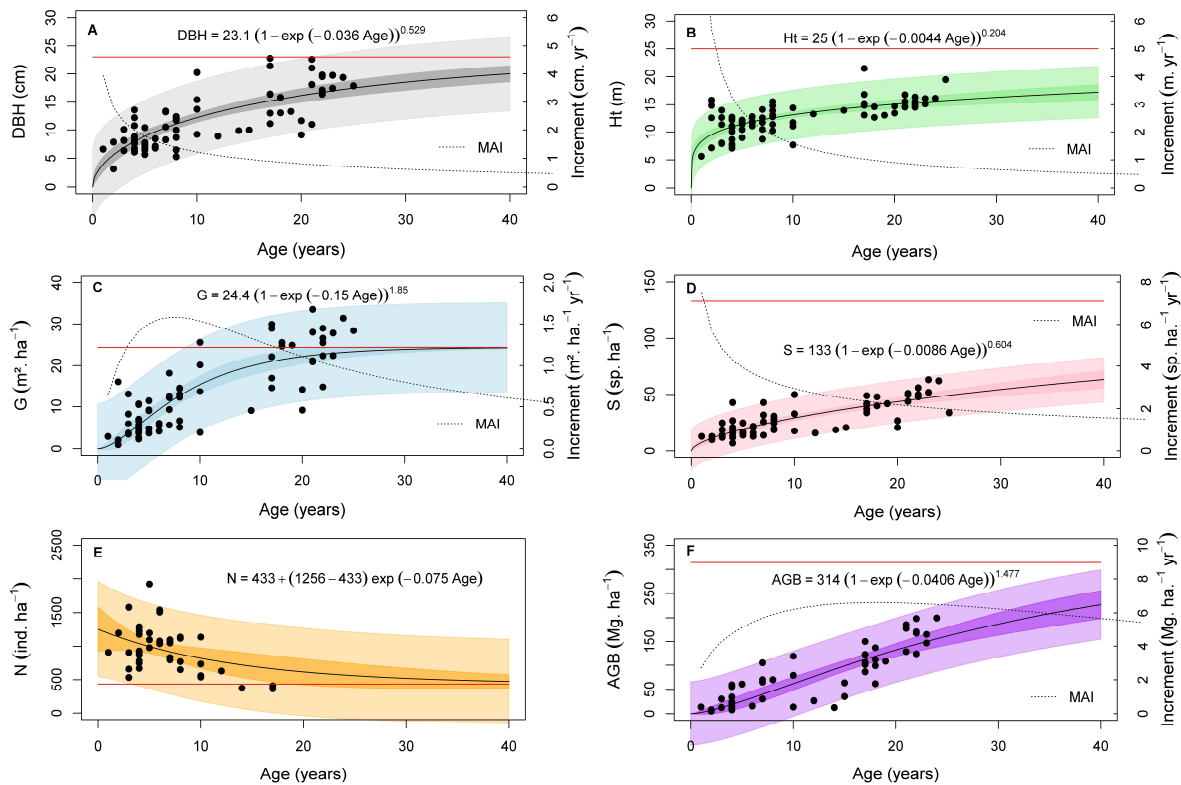 A
DBH = 23.1 (1−exp (−0.036 Age))^0.529
DBH (cm)
0 5 10 15 20 25 30
Increment (cm. yr−1)
0 1 2 3 4 5 6
MAI
0 10 20 30 40
Age (years)
B
Ht = 25 (1−exp (−0.0044 Age))^0.204
Ht (m)
0 5 10 15 20 25 30
Increment (m. yr−1)
0 1 2 3 4 5 6
MAI
0 10 20 30 40
Age (years)
C
G = 24.4 (1−exp (−0.15 Age))^1.85
G (m². ha−1)
0 10 20 30 40
Increment (m². ha.−1 yr−1)
0.0 0.5 1.0 1.5 2.0
MAI
0 10 20 30 40
Age (years)
D
S = 133 (1−exp (−0.0086 Age))^0.604
S (sp. ha−1)
0 50 100 150
Increment (sp. ha.−1 yr−1)
0 2 4 6 8
MAI
0 10 20 30 40
Age (years)
E
N = 433+(1256−433) exp (−0.075 Age)
N (ind. ha−1)
0 500 1500 2500
0 10 20 30 40
Age (years)
F
AGB = 314 (1−exp (−0.0406 Age))^1.477
AGB (Mg. ha−1)
0 50 150 250 350
Increment (Mg. ha.−1 yr−1)
0 2 4 6 8 10
MAI
0 10 20 30 40
Age (years)